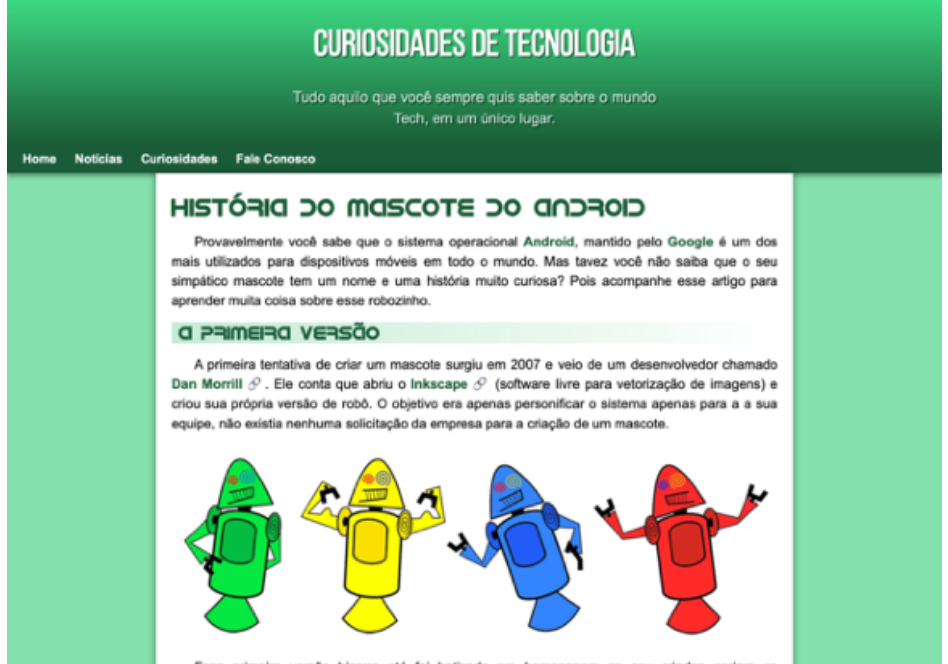 CURIOSIDADES DE TECNOLOGIA
Tudo aquilo que você sempre quis saber sobre o mundo
Tech, em um único lugar.
Home Notícias Curiosidades Fale Conosco
HISTÓRIA DO MASCOTE DO ANDROID
Provavelmente você sabe que o sistema operacional Android, mantido pelo Google é um dos
mais utilizados para dispositivos móveis em todo o mundo. Mas tavez você não saiba que o seu
simpático mascote tem um nome e uma história muito curiosa? Pois acompanhe esse artigo para
aprender muita coisa sobre esse robozinho.
A PRIMEIRA VERSÃO
A primeira tentativa de criar um mascote surgiu em 2007 e veio de um desenvolvedor chamado
Dan Morrill . Ele conta que abriu o Inkscape (software livre para vetorização de imagens) e
criou sua própria versão de robô. O objetivo era apenas personificar o sistema apenas para a a sua
equipe, não existia nenhuma solicitação da empresa para a criação de um mascote.